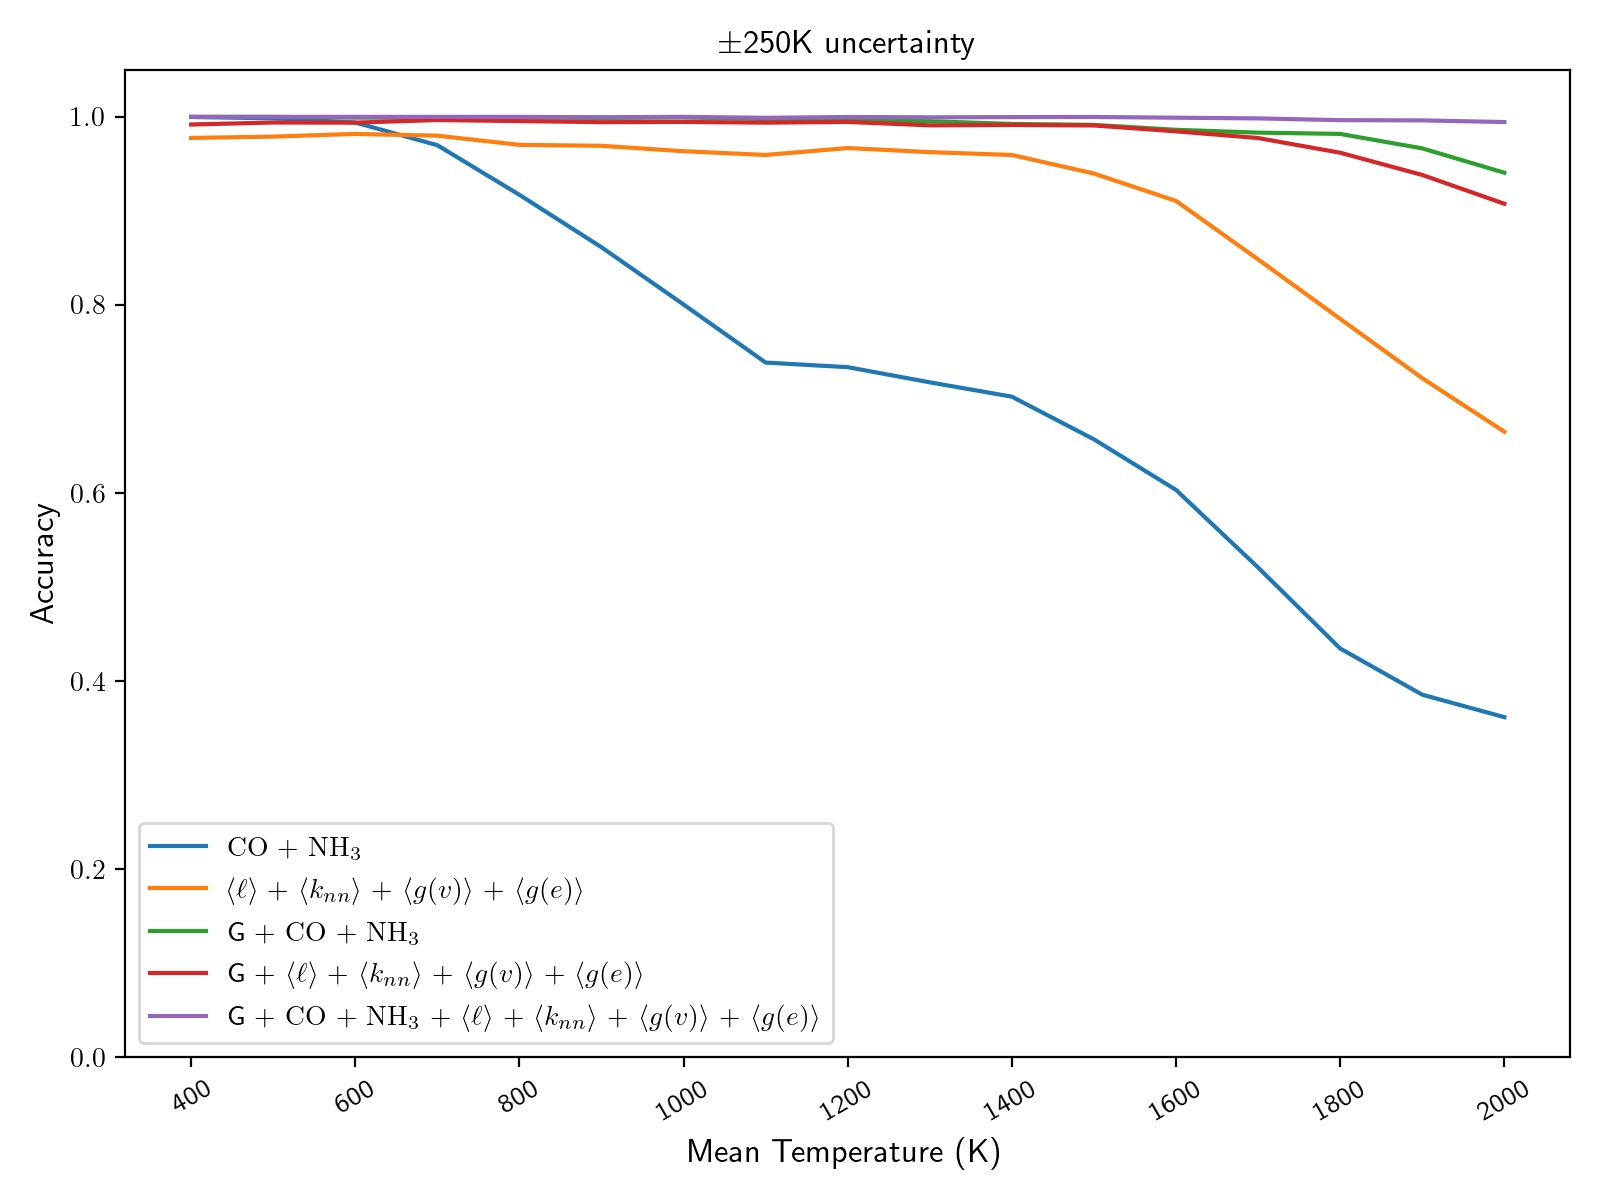 ±250K uncertainty
Accuracy
1.0
0.8
0.6
0.4
0.2
0.0
CO + NH₃
⟨ℓ⟩ + ⟨kₙₙ⟩ + ⟨g(v)⟩ + ⟨g(e)⟩
G + CO + NH₃
G + ⟨ℓ⟩ + ⟨kₙₙ⟩ + ⟨g(v)⟩ + ⟨g(e)⟩
G + CO + NH₃ + ⟨ℓ⟩ + ⟨kₙₙ⟩ + ⟨g(v)⟩ + ⟨g(e)⟩
400 600 800 1000 1200 1400 1600 1800 2000
Mean Temperature (K)